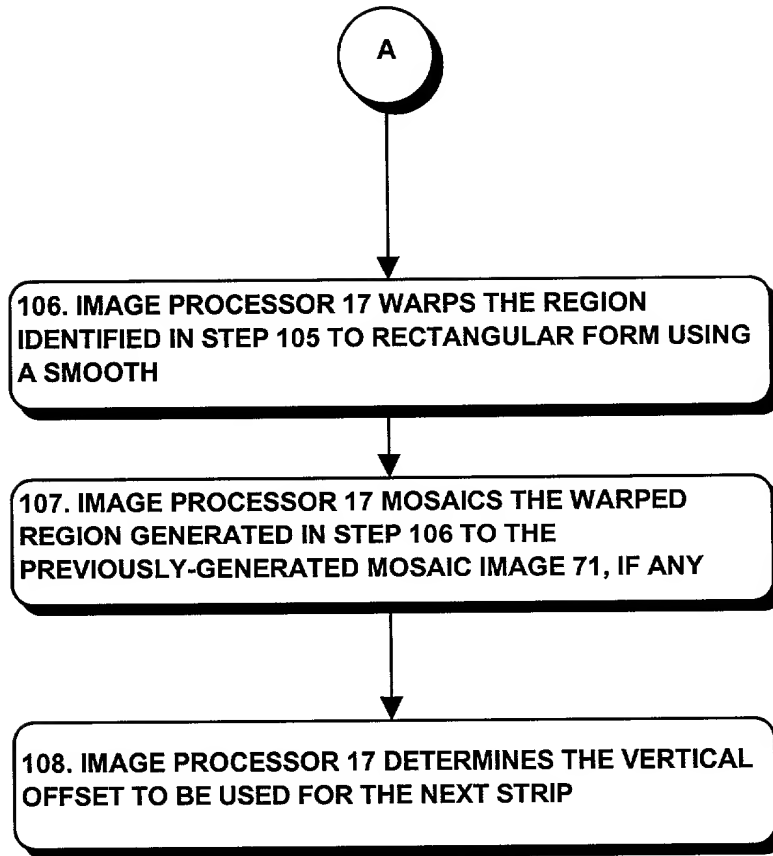 A
106. IMAGE PROCESSOR 17 WARPS THE REGION
IDENTIFIED IN STEP 105 TO RECTANGULAR FORM USING
A SMOOTH
107. IMAGE PROCESSOR 17 MOSAICS THE WARPED
REGION GENERATED IN STEP 106 TO THE
PREVIOUSLY-GENERATED MOSAIC IMAGE 71, IF ANY
108. IMAGE PROCESSOR 17 DETERMINES THE VERTICAL
OFFSET TO BE USED FOR THE NEXT STRIP